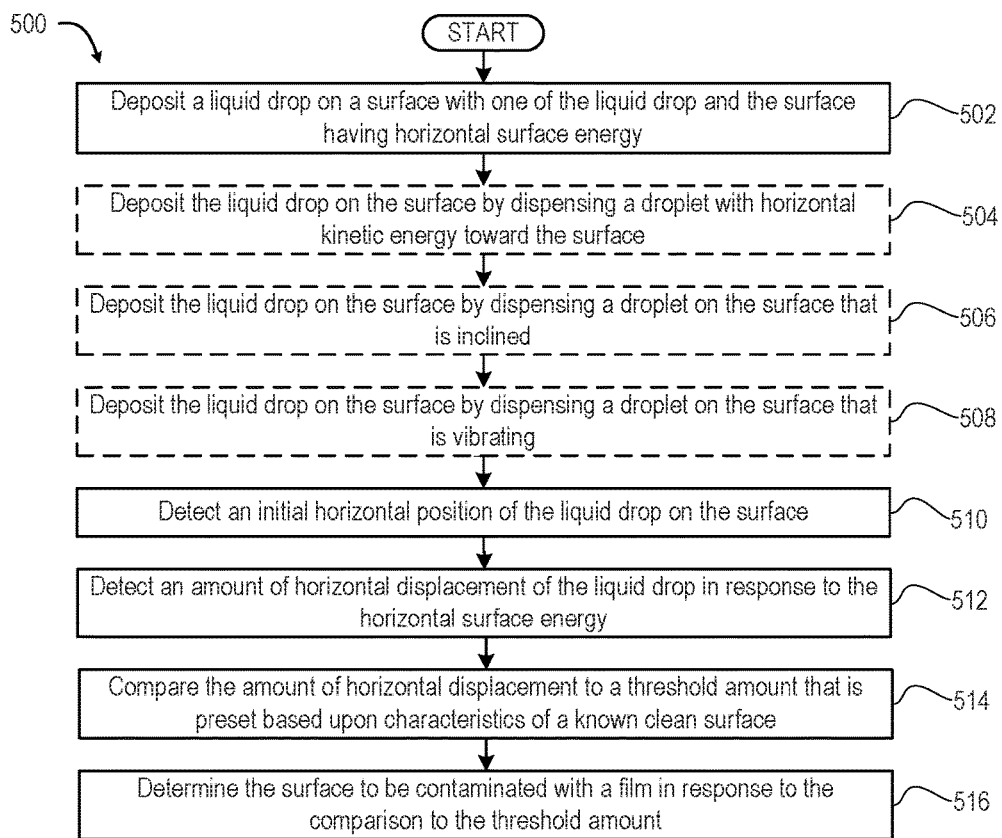 500
START
Deposit a liquid drop on a surface with one of the liquid drop and the surface
having horizontal surface energy
502
Deposit the liquid drop on the surface by dispensing a droplet with horizontal
kinetic energy toward the surface
504
Deposit the liquid drop on the surface by dispensing a droplet on the surface that
is inclined
506
Deposit the liquid drop on the surface by dispensing a droplet on the surface that
is vibrating
508
Detect an initial horizontal position of the liquid drop on the surface
510
Detect an amount of horizontal displacement of the liquid drop in response to the
horizontal surface energy
512
Compare the amount of horizontal displacement to a threshold amount that is
preset based upon characteristics of a known clean surface
514
Determine the surface to be contaminated with a film in response to the
comparison to the threshold amount
516